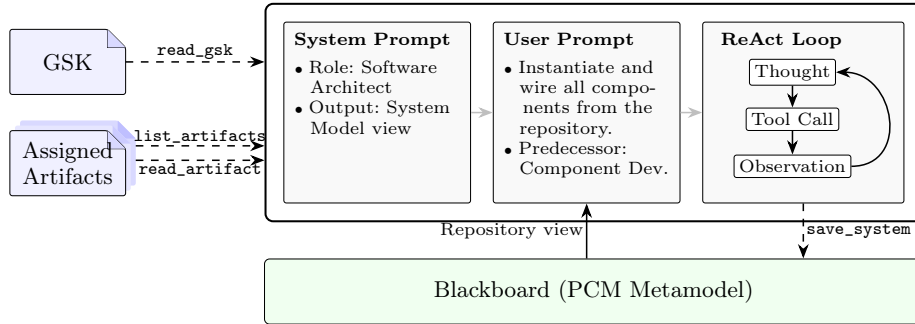 GSK
read_gsk
Assigned
Artifacts
list_artifacts
read_artifact
System Prompt
• Role: Software
Architect
• Output: System
Model view
User Prompt
• Instantiate and
wire all compo-
nents from the
repository.
• Predecessor:
Component Dev.
ReAct Loop
Thought
Tool Call
Observation
Repository view
save_system
Blackboard (PCM Metamodel)